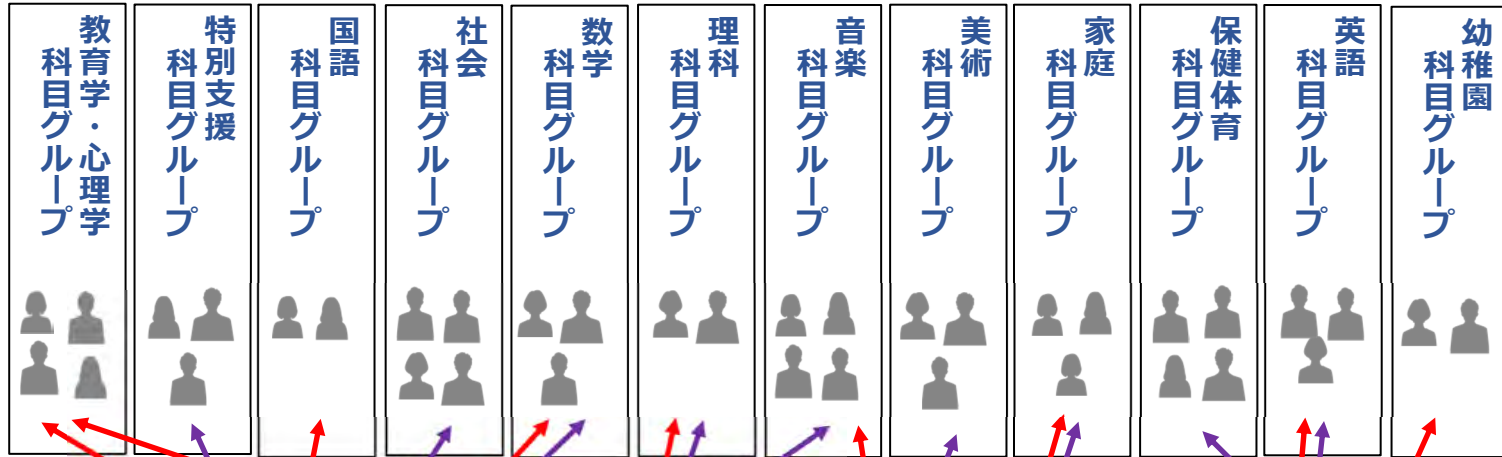 教育学・心理学
科目グループ
特別支援
科目グループ
国語
科目グループ
社会
科目グループ
数学
科目グループ
理科
科目グループ
音楽
科目グループ
美術
科目グループ
家庭
科目グループ
保健体育
科目グループ
英語
科目グループ
幼稚園
科目グループ